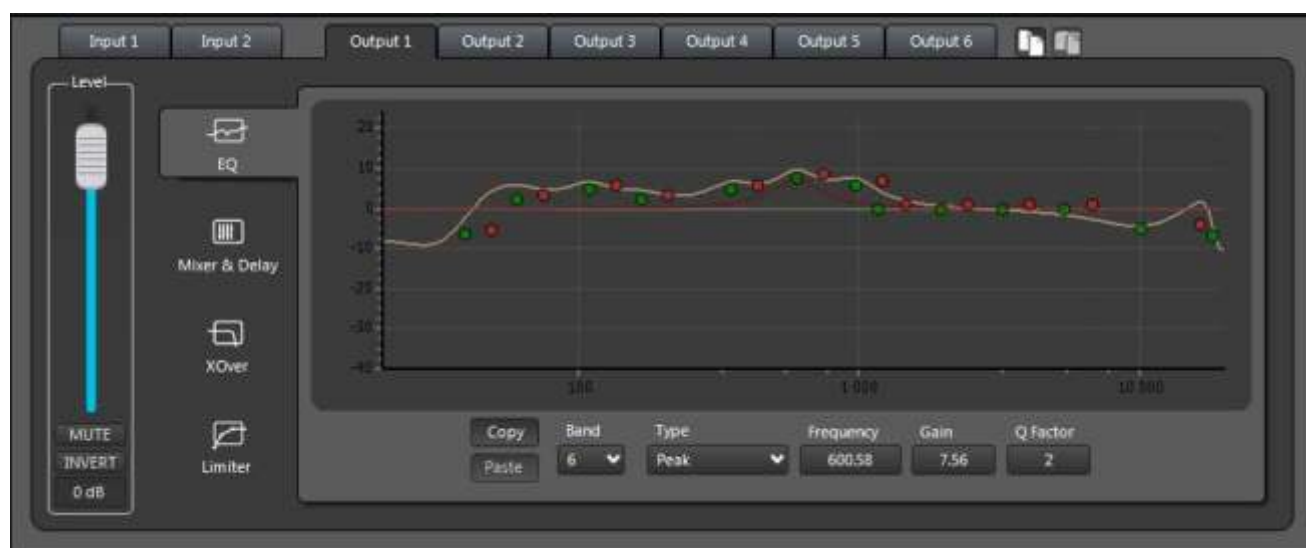 Input 1 Input 2 Output 1 Output 2 Output 3 Output 4 Output 5 Output 6
Level
EQ
Mixer & Delay
XOver
Limiter
20
10
0
-10
-20
-30
-40
100 1 000 10 000
MUTE
INVERT
0 dB
Copy Band Type Frequency Gain Q Factor
Paste 6 Peak 600.58 7.56 2